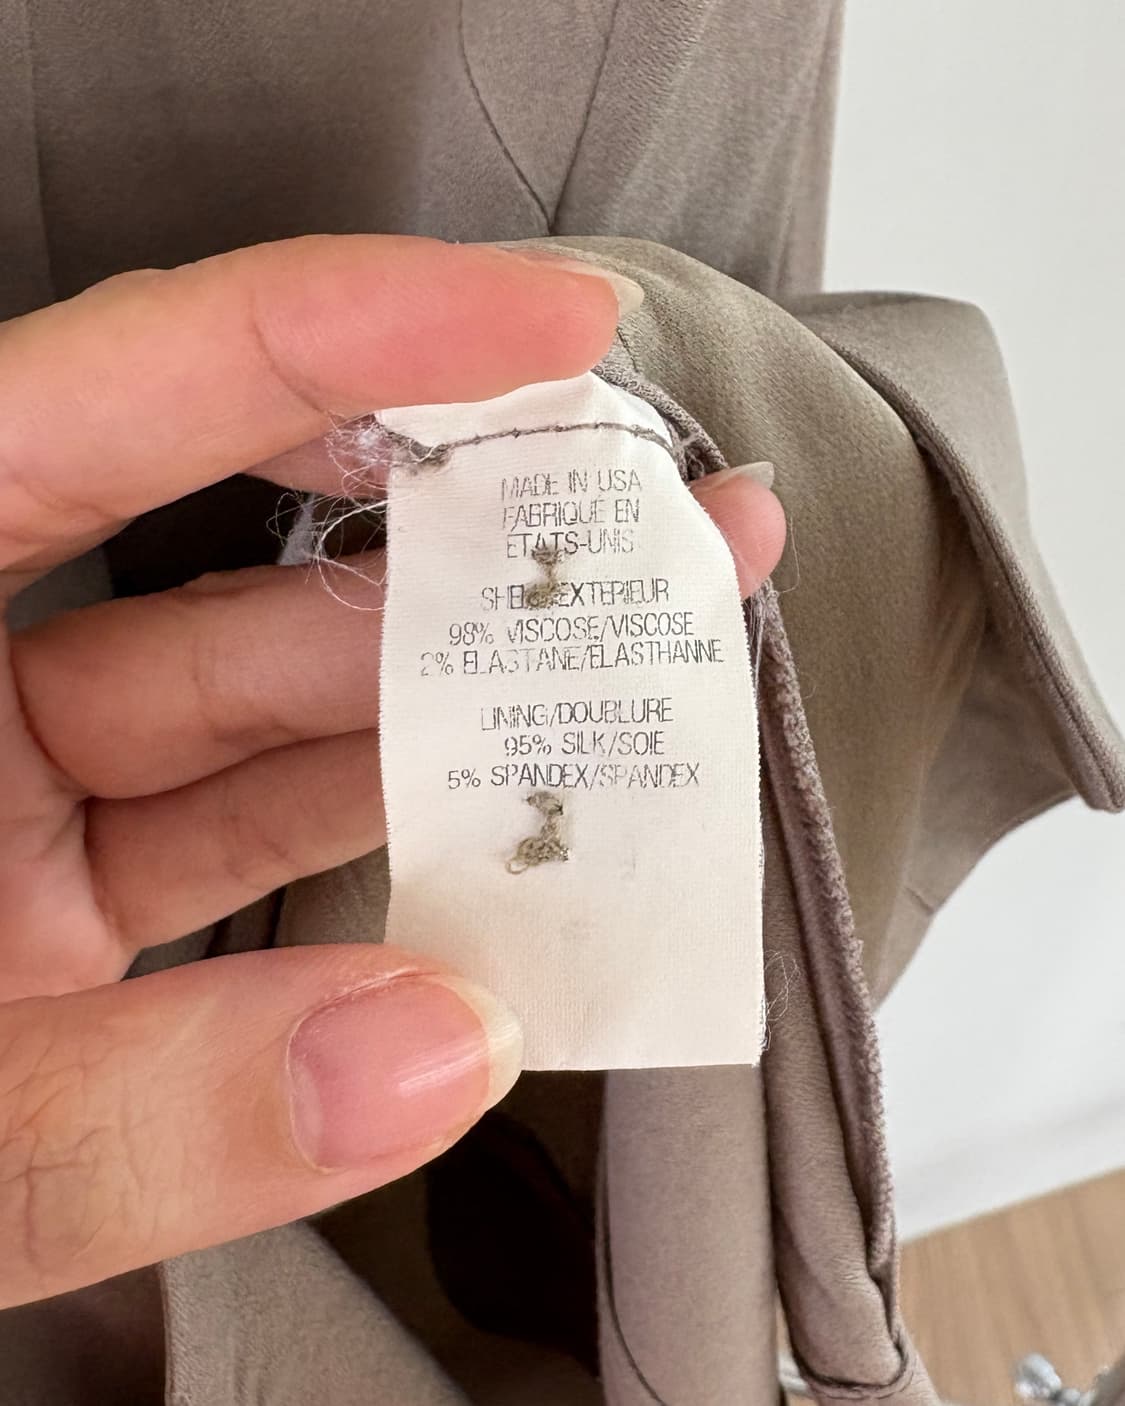 MADE IN USA
FABRIQUE EN
ETATS-UNIS
SHELL/EXTERIEUR
98% VISCOSE/VISCOSE
2% ELASTANE/ELASTHANNE
LINING/DOUBLURE
95% SILK/SOIE
5% SPANDEX/SPANDEX